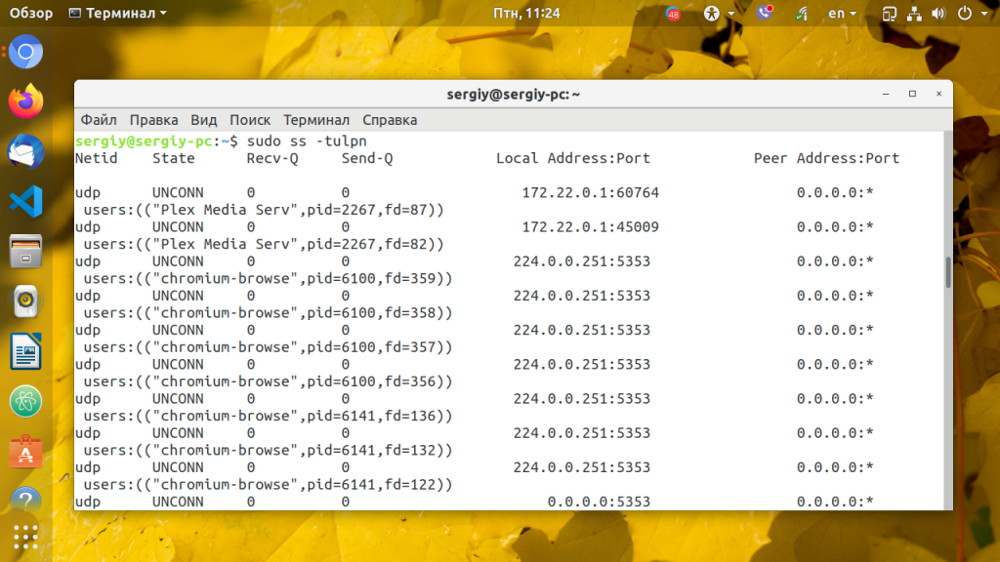 Обзор Терминал Птн, 11:24 48 en
sergiy@sergiy-pc: ~
Файл Правка Вид Поиск Терминал Справка
sergiy@sergiy-pc:~$ sudo ss -tulpn
Netid State Recv-Q Send-Q Local Address:Port Peer Address:Port
udp UNCONN 0 0 172.22.0.1:60764 0.0.0.0:*
users:(("Plex Media Serv",pid=2267,fd=87))
udp UNCONN 0 0 172.22.0.1:45009 0.0.0.0:*
users:(("Plex Media Serv",pid=2267,fd=82))
udp UNCONN 0 0 224.0.0.251:5353 0.0.0.0:*
users:(("chromium-browse",pid=6100,fd=359))
udp UNCONN 0 0 224.0.0.251:5353 0.0.0.0:*
users:(("chromium-browse",pid=6100,fd=358))
udp UNCONN 0 0 224.0.0.251:5353 0.0.0.0:*
users:(("chromium-browse",pid=6100,fd=357))
udp UNCONN 0 0 224.0.0.251:5353 0.0.0.0:*
users:(("chromium-browse",pid=6100,fd=356))
udp UNCONN 0 0 224.0.0.251:5353 0.0.0.0:*
users:(("chromium-browse",pid=6141,fd=136))
udp UNCONN 0 0 224.0.0.251:5353 0.0.0.0:*
users:(("chromium-browse",pid=6141,fd=132))
udp UNCONN 0 0 224.0.0.251:5353 0.0.0.0:*
users:(("chromium-browse",pid=6141,fd=122))
udp UNCONN 0 0 0.0.0.0:5353 0.0.0.0:*